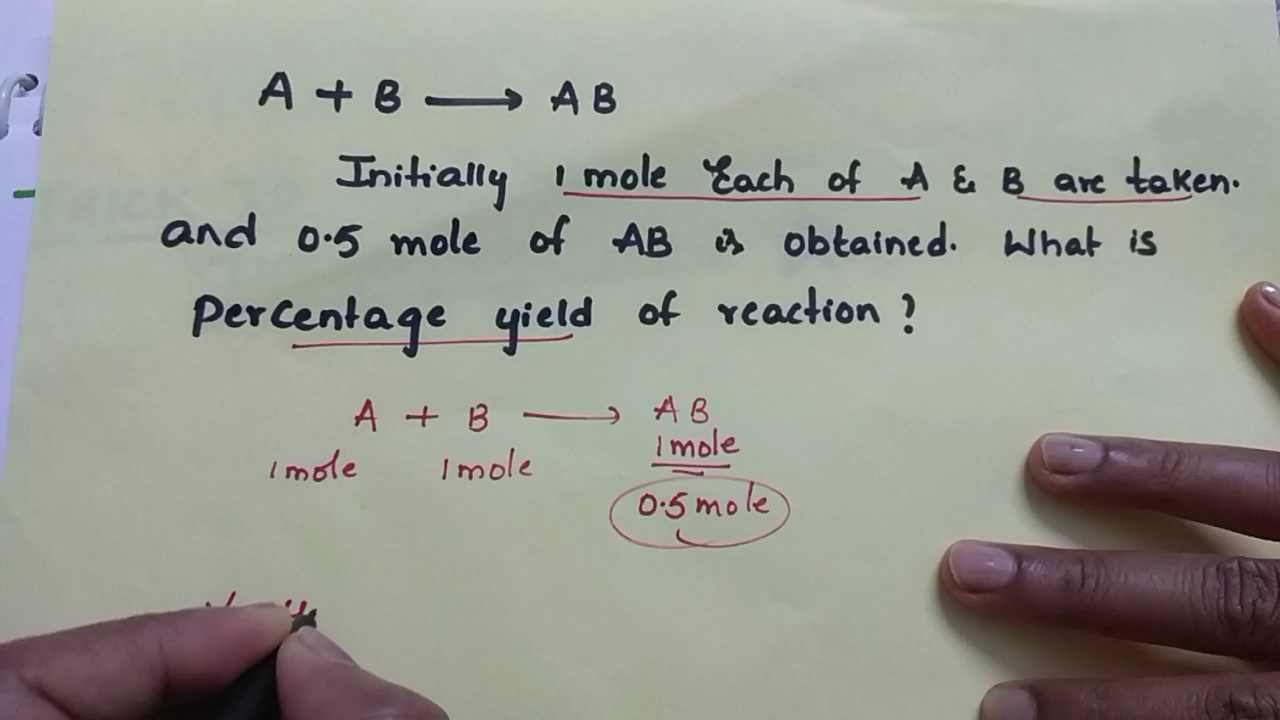 A + B ⟶ AB
Initially 1 mole Each of A & B are taken.
and 0.5 mole of AB is obtained. What is
percentage yield of reaction?
A + B ⟶ AB
1 mole 1 mole 1 mole
0.5 mole